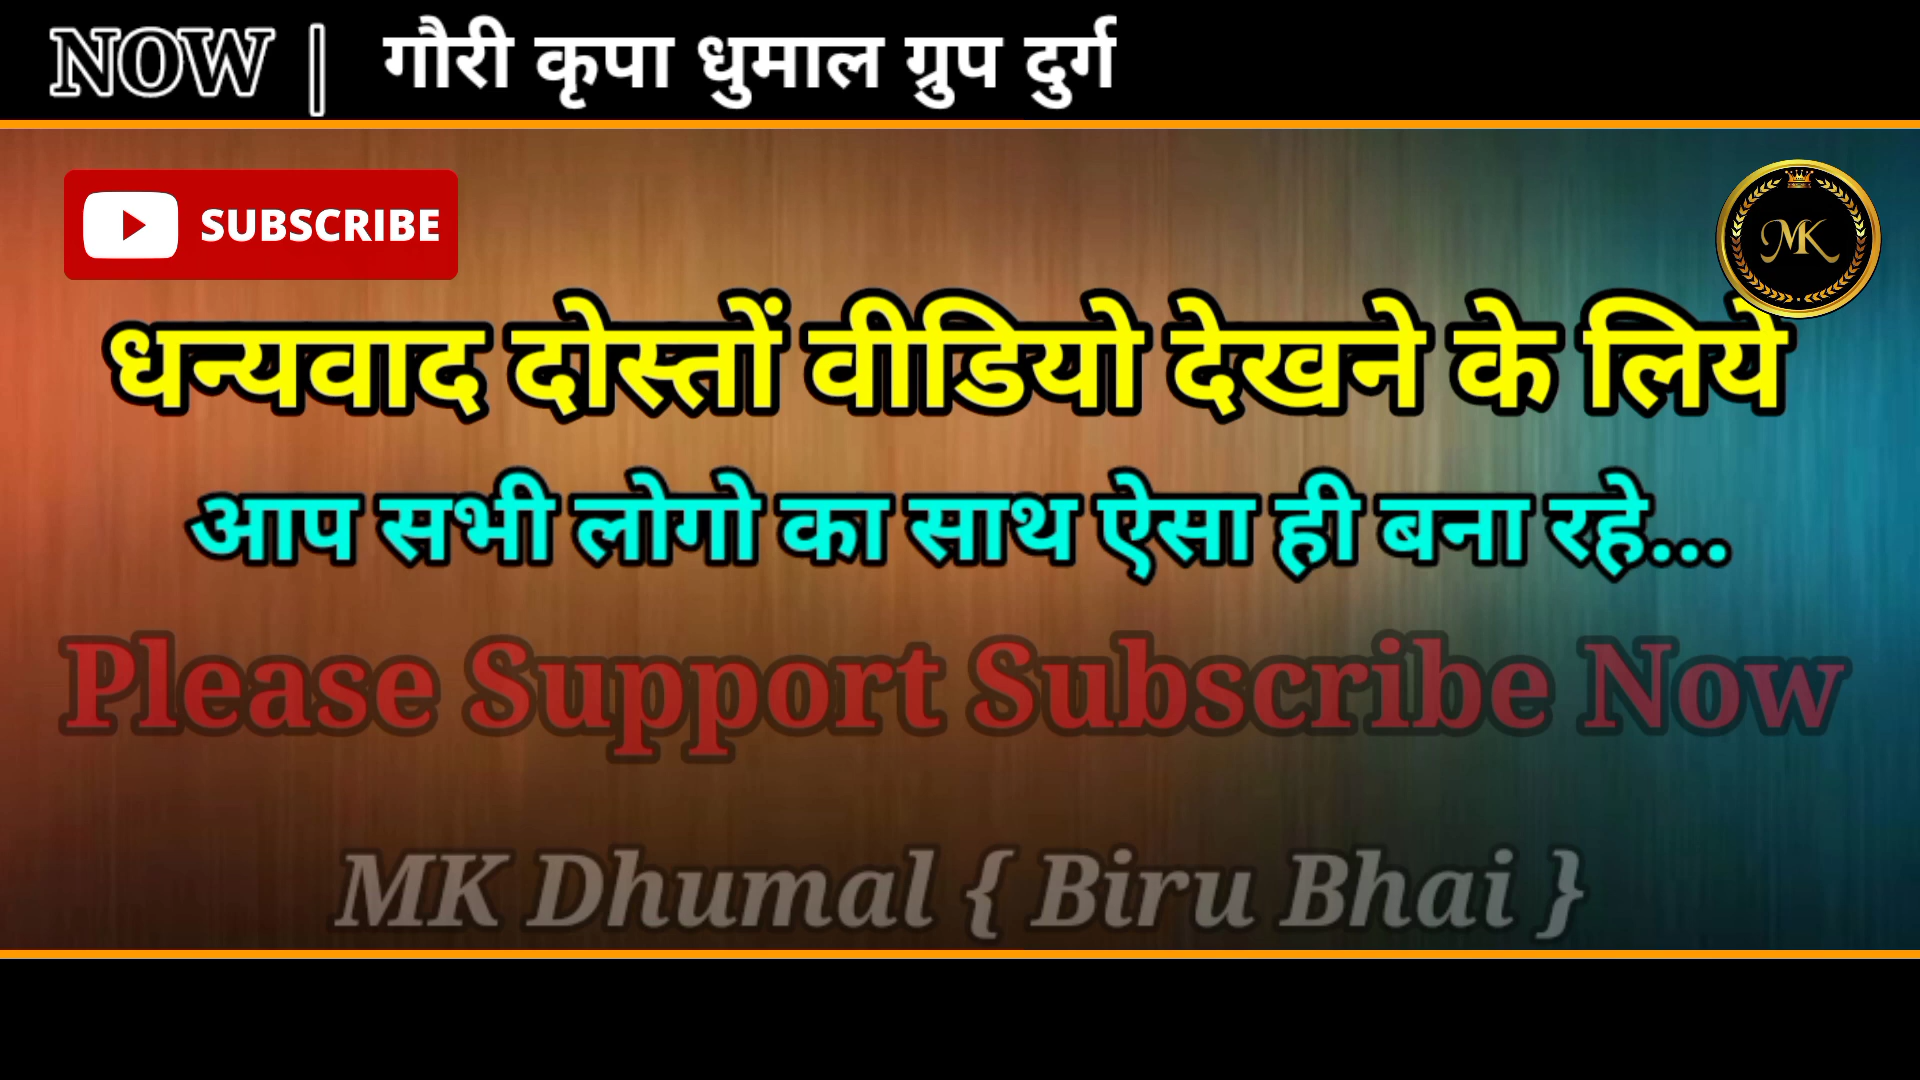 NOW | गौरी कृपा धुमाल ग्रुप दुर्ग
SUBSCRIBE
MK
धन्यवाद दोस्तों वीडियो देखने के लिये
आप सभी लोगो का साथ ऐसा ही बना रहे...
Please Support Subscribe Now
MK Dhumal { Biru Bhai }